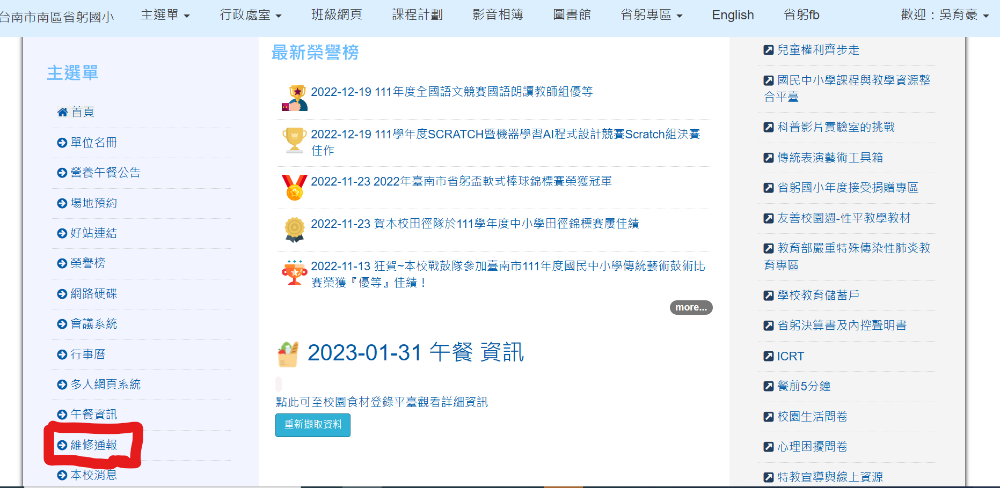 台南市南區省躬國小
主選單
行政處室
班級網頁
課程計劃
影音相簿
圖書館
省躬專區
English
省躬fb
歡迎：吳育豪
主選單
首頁
單位名冊
營養午餐公告
場地預約
好站連結
榮譽榜
網路硬碟
會議系統
行事曆
多人網頁系統
午餐資訊
維修通報
本校消息
最新榮譽榜
2022-12-19 111年度全國語文競賽國語朗讀教師組優等
2022-12-19 111學年度SCRATCH暨機器學習AI程式設計競賽Scratch組決賽
佳作
2022-11-23 2022年臺南市省躬盃軟式棒球錦標賽榮獲冠軍
2022-11-23 賀本校田徑隊於111學年度中小學田徑錦標賽屢佳績
2022-11-13 狂賀~本校戰鼓隊參加臺南市111年度國民中小學傳統藝術鼓術比
賽榮獲『優等』佳績！
more...
2023-01-31 午餐 資訊
點此可至校園食材登錄平臺觀看詳細資訊
重新擷取資料
兒童權利齊步走
國民中小學課程與教學資源整
合平臺
科普影片實驗室的挑戰
傳統表演藝術工具箱
省躬國小年度接受捐贈專區
友善校園週-性平教學教材
教育部嚴重特殊傳染性肺炎教
育專區
學校教育儲蓄戶
省躬決算書及內控聲明書
ICRT
餐前5分鐘
校園生活問卷
心理困擾問卷
特教宣導與線上資源